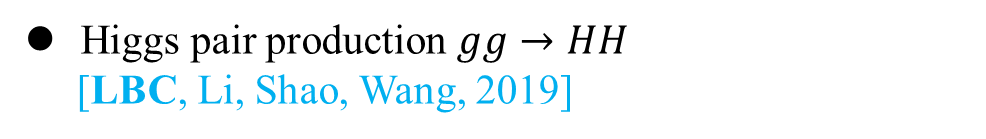 ● Higgs pair production 𝑔𝑔 → 𝐻𝐻
[LBC, Li, Shao, Wang, 2019]